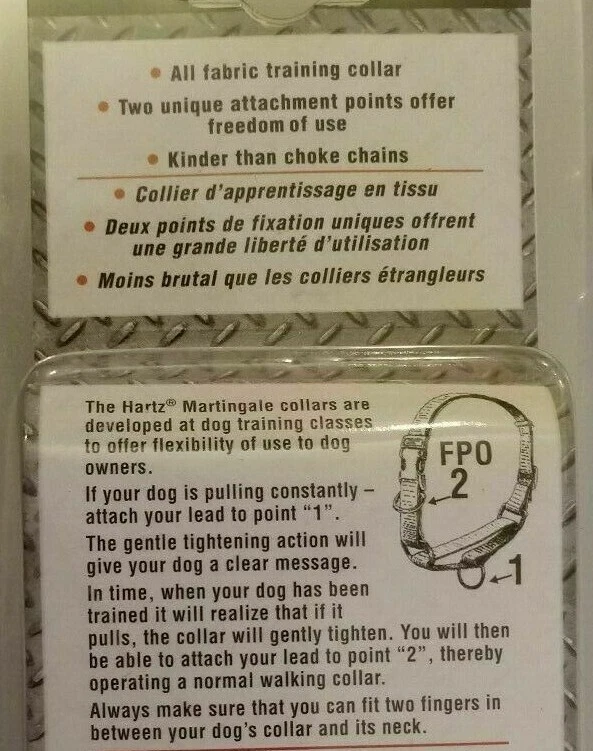 • All fabric training collar
• Two unique attachment points offer
freedom of use
• Kinder than choke chains
• Collier d'apprentissage en tissu
• Deux points de fixation uniques offrent
une grande liberté d'utilisation
• Moins brutal que les colliers étrangleurs
The Hartz® Martingale collars are
developed at dog training classes
to offer flexibility of use to dog
owners.
If your dog is pulling constantly –
attach your lead to point “1”.
The gentle tightening action will
give your dog a clear message.
In time, when your dog has been
trained it will realize that if it
pulls, the collar will gently tighten. You will then
be able to attach your lead to point “2”, thereby
operating a normal walking collar.
Always make sure that you can fit two fingers in
between your dog's collar and its neck.
FPO
2
1